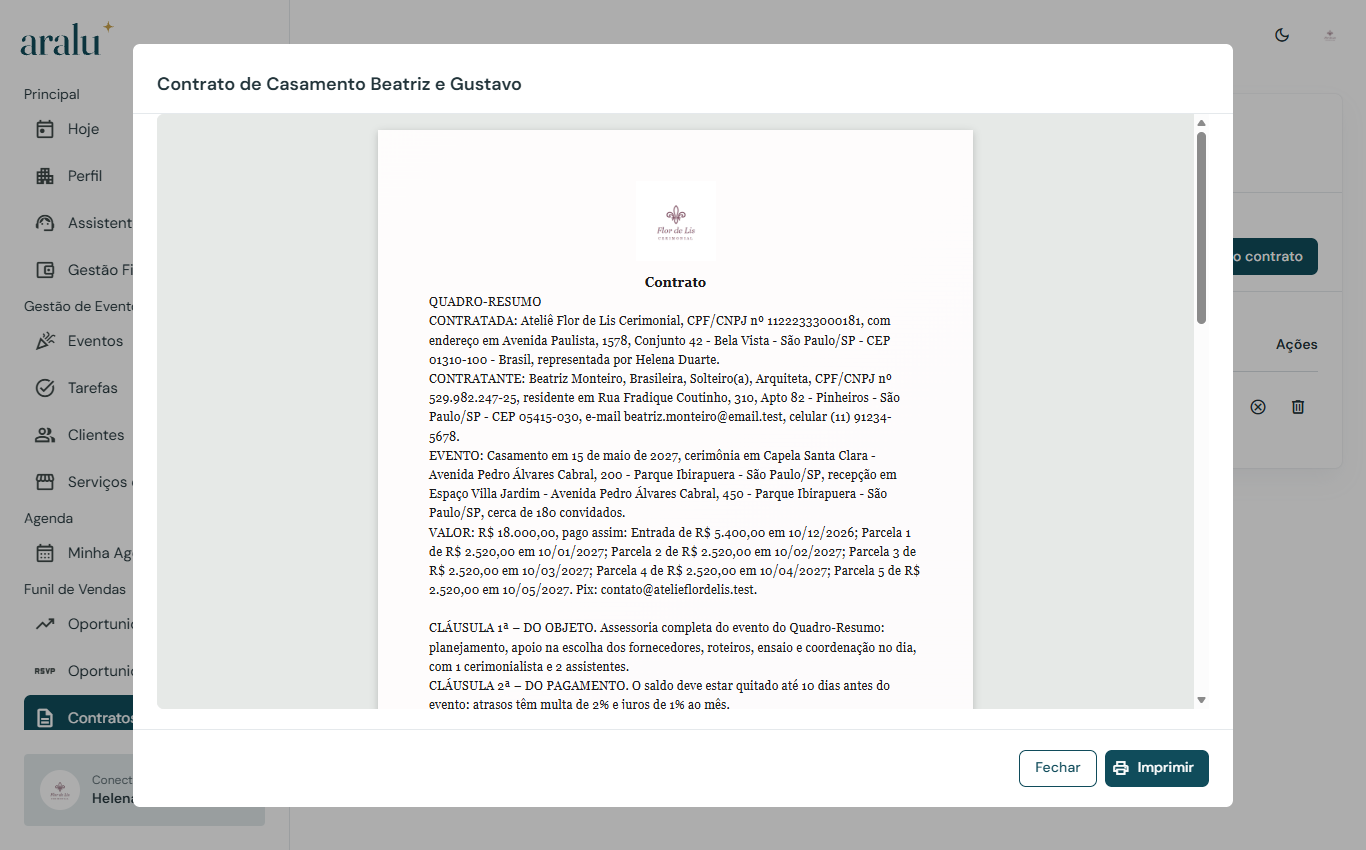 aralu
Principal
Hoje
Perfil
Assistent
Gestão Fi
Gestão de Evento
Eventos
Tarefas
Clientes
Serviços
Agenda
Minha Ag
Funil de Vendas
Oportuni
RSVP Oportuni
Contratos
Conect
Helena
Contrato de Casamento Beatriz e Gustavo
Flor de Lis
CERIMONIAL
Contrato
QUADRO-RESUMO
CONTRATADA: Ateliê Flor de Lis Cerimonial, CPF/CNPJ nº 11222333000181, com
endereço em Avenida Paulista, 1578, Conjunto 42 - Bela Vista - São Paulo/SP - CEP
01310-100 - Brasil, representada por Helena Duarte.
CONTRATANTE: Beatriz Monteiro, Brasileira, Solteiro(a), Arquiteta, CPF/CNPJ nº
529.982.247-25, residente em Rua Fradique Coutinho, 310, Apto 82 - Pinheiros - São
Paulo/SP - CEP 05415-030, e-mail beatriz.monteiro@email.test, celular (11) 91234-
5678.
EVENTO: Casamento em 15 de maio de 2027, cerimônia em Capela Santa Clara -
Avenida Pedro Álvares Cabral, 200 - Parque Ibirapuera - São Paulo/SP, recepção em
Espaço Villa Jardim - Avenida Pedro Álvares Cabral, 450 - Parque Ibirapuera - São
Paulo/SP, cerca de 180 convidados.
VALOR: R$ 18.000,00, pago assim: Entrada de R$ 5.400,00 em 10/12/2026; Parcela 1
de R$ 2.520,00 em 10/01/2027; Parcela 2 de R$ 2.520,00 em 10/02/2027; Parcela 3 de
R$ 2.520,00 em 10/03/2027; Parcela 4 de R$ 2.520,00 em 10/04/2027; Parcela 5 de R$
2.520,00 em 10/05/2027. Pix: contato@atelieflordelis.test.
CLÁUSULA 1ª – DO OBJETO. Assessoria completa do evento do Quadro-Resumo:
planejamento, apoio na escolha dos fornecedores, roteiros, ensaio e coordenação no dia,
com 1 cerimonialista e 2 assistentes.
CLÁUSULA 2ª – DO PAGAMENTO. O saldo deve estar quitado até 10 dias antes do
evento; atrasos têm multa de 2% e juros de 1% ao mês.
o contrato
Ações
Fechar
Imprimir